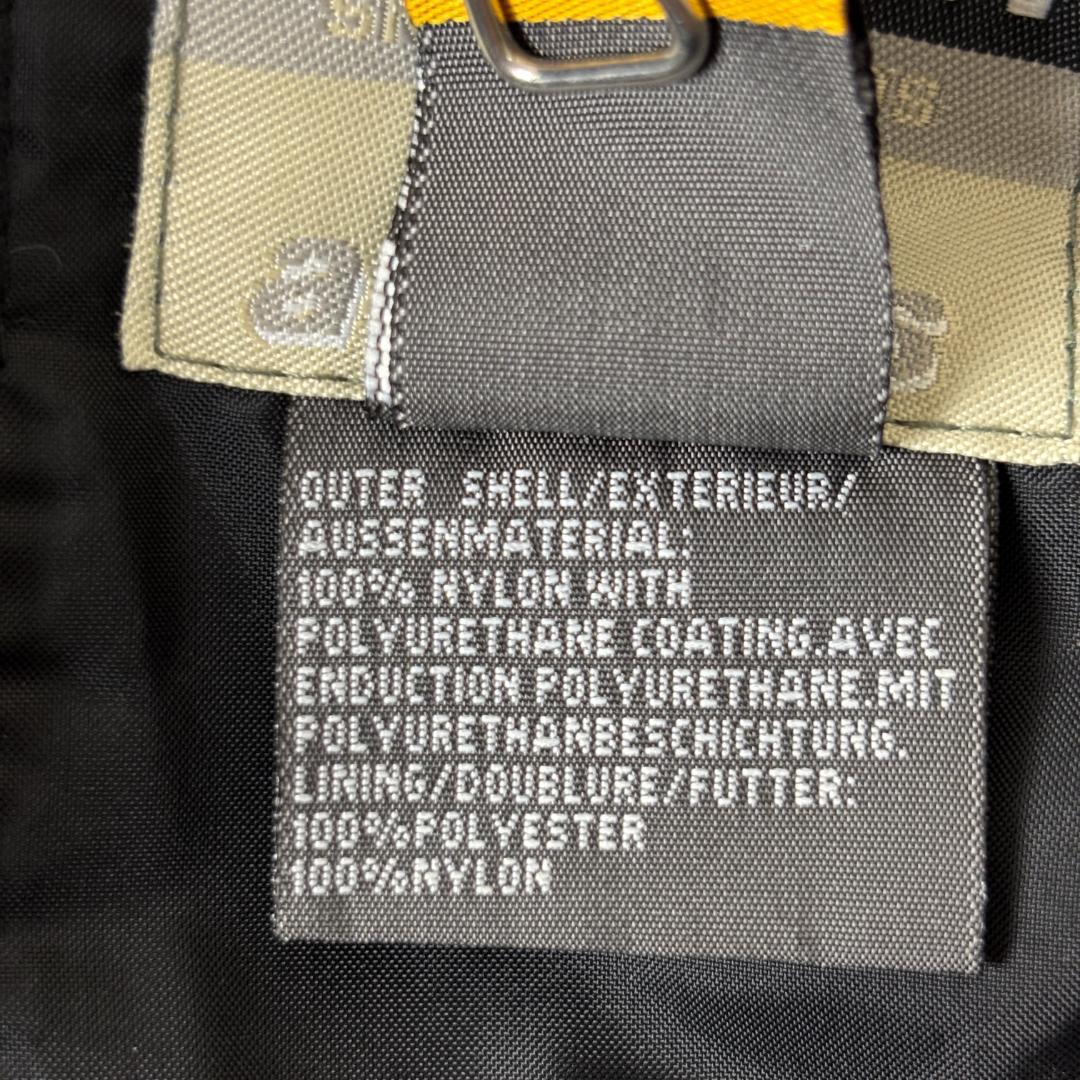 OUTER SHELL/EXTERIEUR/
AUSSENMATERIAL:
100% NYLON WITH
POLYURETHANE COATING.AVEC
ENDUCTION POLYURETHANE.MIT
POLYURETHANBESCHICHTUNG.
LINING/DOUBLURE/FUTTER:
100%POLYESTER
100%NYLON